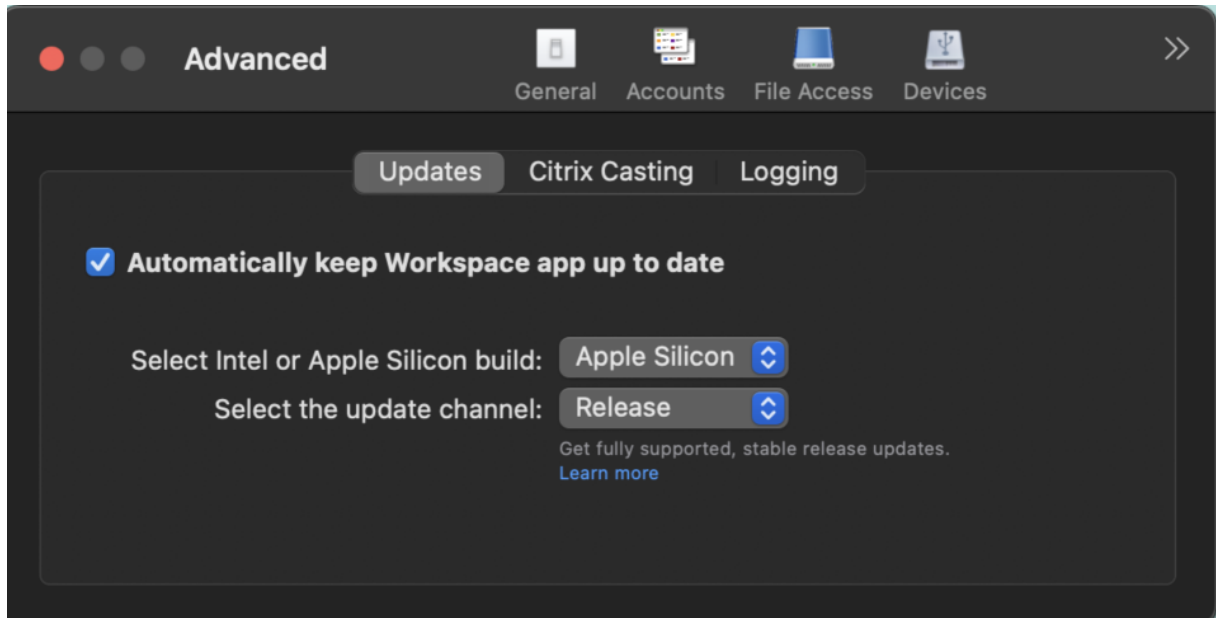 Advanced
General Accounts File Access Devices
Updates Citrix Casting Logging
Automatically keep Workspace app up to date
Select Intel or Apple Silicon build: Apple Silicon
Select the update channel: Release
Get fully supported, stable release updates.
Learn more